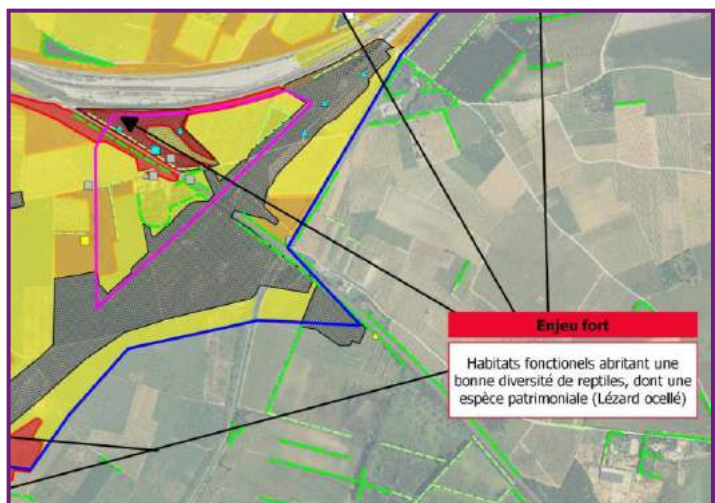 Enjeu fort
Habitats fonctionels abritant une
bonne diversité de reptiles, dont une
espèce patrimoniale (Lézard ocellé)